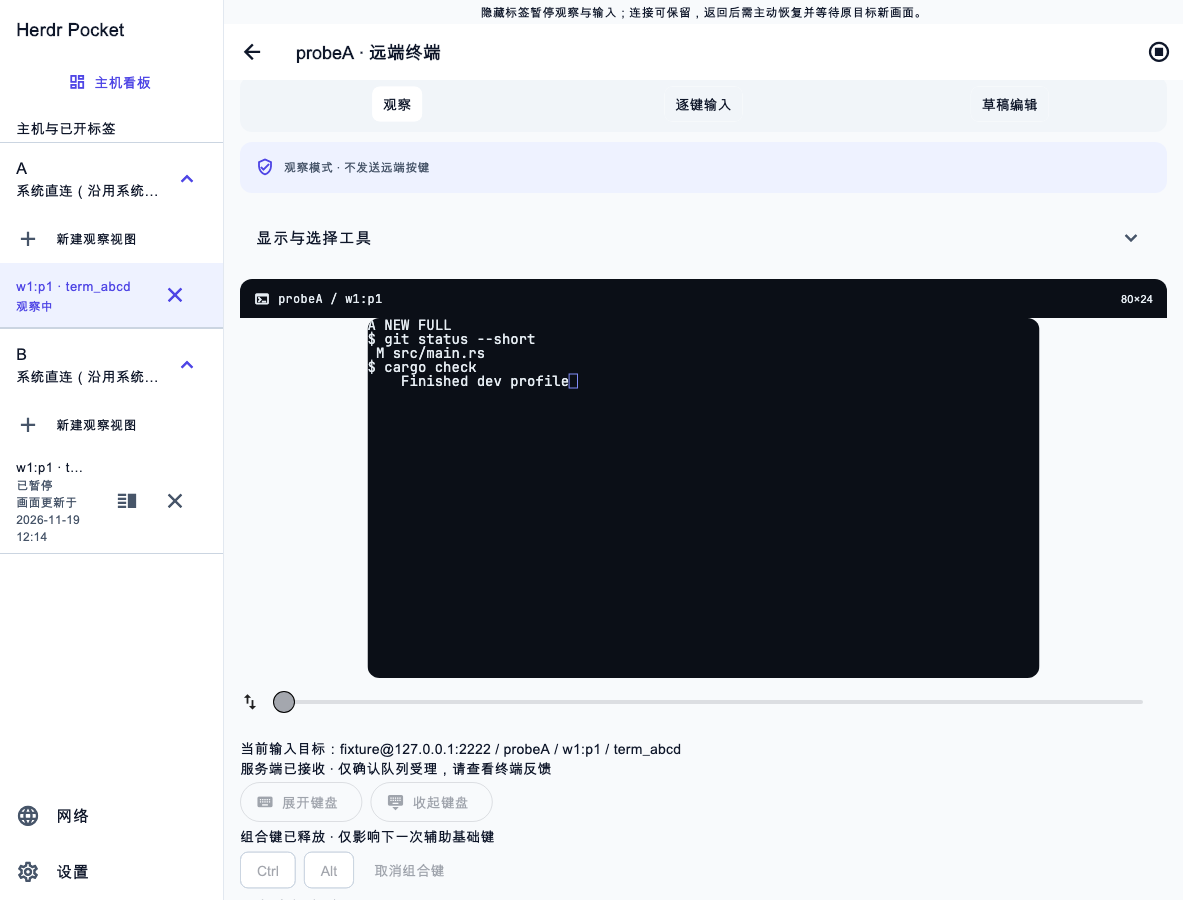 Herdr Pocket
主机看板
主机与已开标签
A
系统直连（沿用系统…
新建观察视图
w1:p1 · term_abcd
观察中
B
系统直连（沿用系统…
新建观察视图
w1:p1 · t…
已暂停
画面更新于
2026-11-19
12:14
网络
设置
隐藏标签暂停观察与输入；连接可保留，返回后需主动恢复并等待原目标新画面。
probeA · 远端终端
观察
逐键输入
草稿编辑
观察模式 · 不发送远端按键
显示与选择工具
probeA / w1:p1
80×24
A NEW FULL
$ git status --short
 M src/main.rs
$ cargo check
    Finished dev profile
当前输入目标：fixture@127.0.0.1:2222 / probeA / w1:p1 / term_abcd
服务端已接收 · 仅确认队列受理，请查看终端反馈
展开键盘
收起键盘
组合键已释放 · 仅影响下一次辅助基础键
Ctrl
Alt
取消组合键